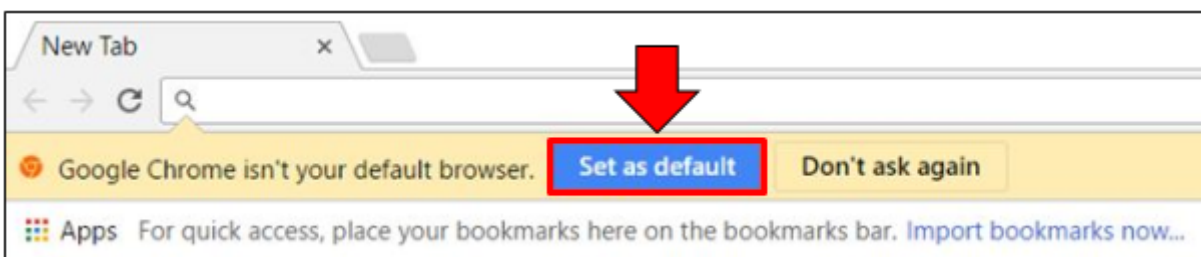 New Tab
Google Chrome isn't your default browser. Set as default Don't ask again
Apps For quick access, place your bookmarks here on the bookmarks bar. Import bookmarks now...